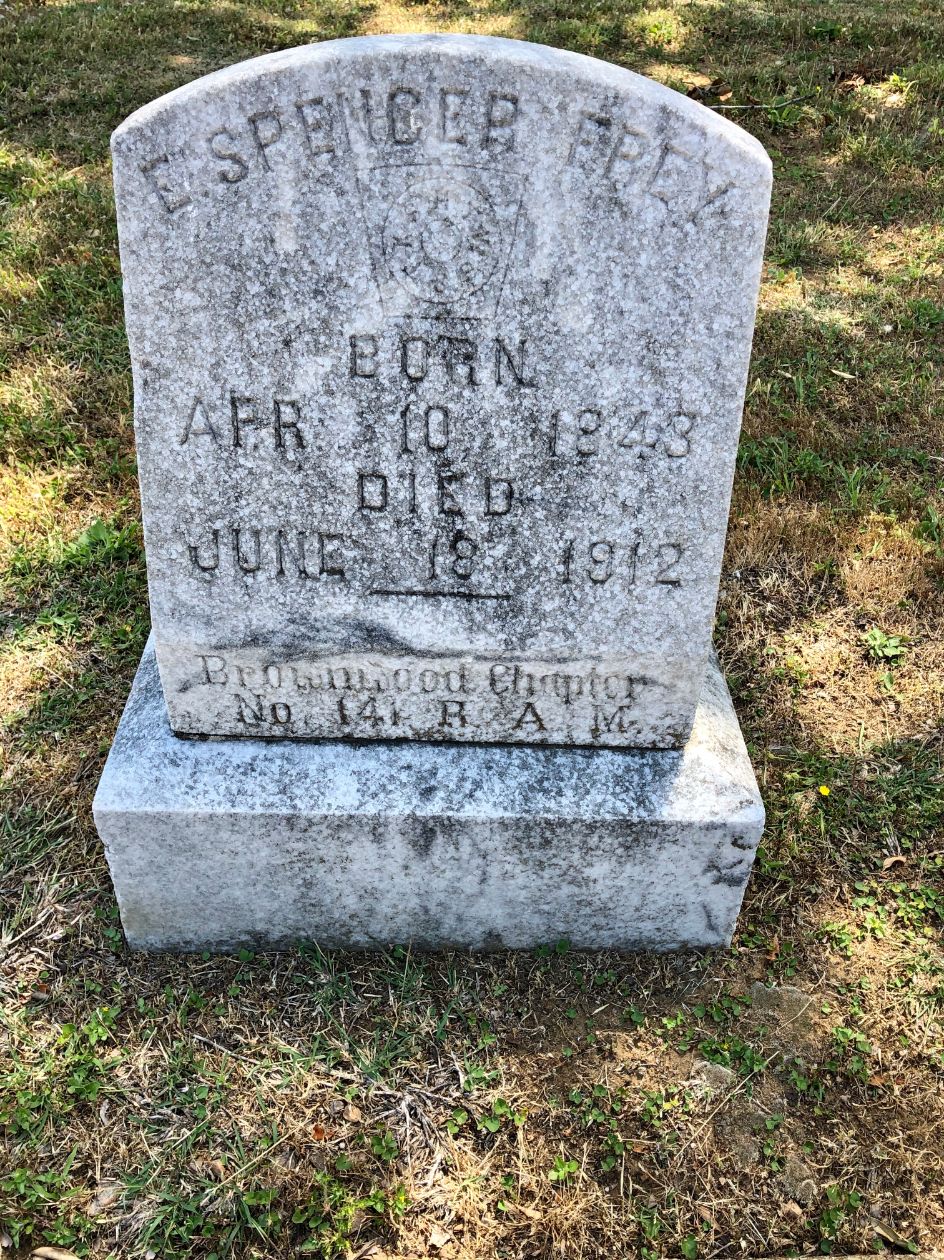 E. SPENCER FREY
BORN
APR 10, 1843
DIED
JUNE 18, 1912
Brownwood Chapter
No. 141 R. A. M.